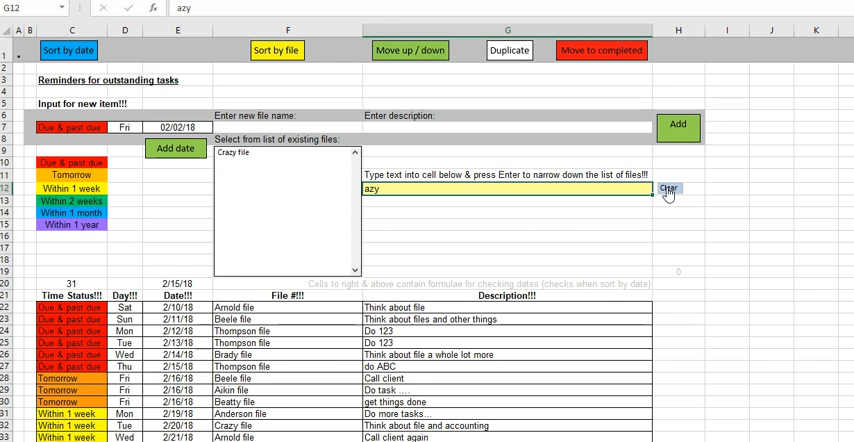 G12 fx azy
A B C D E F G H I J K
1 Sort by date Sort by file Move up / down Duplicate Move to completed
2
3 Reminders for outstanding tasks
4
5 Input for new item!!!
6 Enter new file name: Enter description:
7 Due & past due Fri 02/02/18 Add
8 Add date Select from list of existing files:
9 Crazy file
10 Due & past due
11 Tomorrow Type text into cell below & press Enter to narrow down the list of files!!!
12 Within 1 week azy Clear
13 Within 2 weeks
14 Within 1 month
15 Within 1 year
16
17
18
19 0
20 31 2/15/18 Cells to right & above contain formulae for checking dates (checks when sort by date)
21 Time Status!!! Day!!! Date!!! File #!!! Description!!!
22 Due & past due Sat 2/10/18 Arnold file Think about file
23 Due & past due Sun 2/11/18 Beele file Think about files and other things
24 Due & past due Mon 2/12/18 Thompson file Do 123
25 Due & past due Tue 2/13/18 Thompson file Do 123
26 Due & past due Wed 2/14/18 Brady file Think about file a whole lot more
27 Due & past due Thu 2/15/18 Thompson file do ABC
28 Tomorrow Fri 2/16/18 Beele file Call client
29 Tomorrow Fri 2/16/18 Aikin file Do task ....
30 Tomorrow Fri 2/16/18 Beatty file get things done
31 Within 1 week Mon 2/19/18 Anderson file Do more tasks...
32 Within 1 week Tue 2/20/18 Crazy file Think about file and accounting
33 Within 1 week Wed 2/21/18 Arnold file Call client again